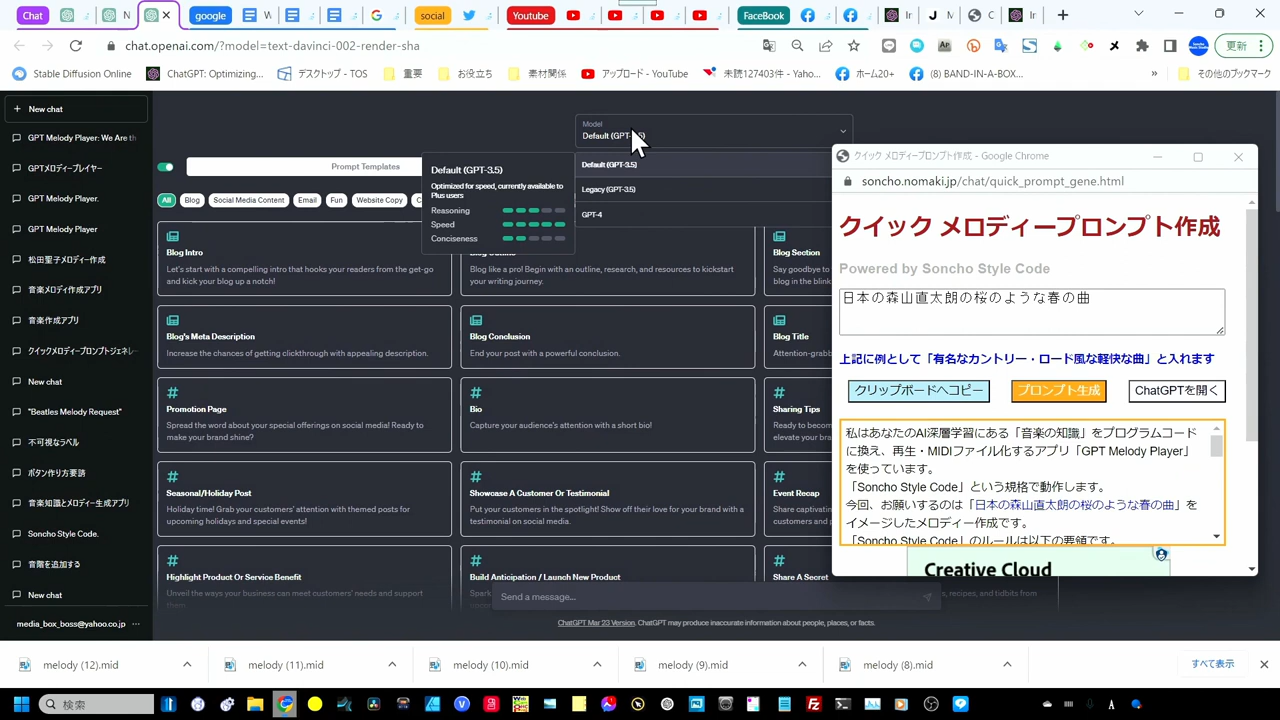 Chat
google
W
G
social
Youtube
FaceBook
In
J M
C
In
chat.openai.com/?model=text-davinci-002-render-sha
更新
Stable Diffusion Online
ChatGPT: Optimizing...
デスクトップ - TOS
重要
お役立ち
素材関係
アップロード - YouTube
未読127403件 - Yaho...
ホーム20+
(8) BAND-IN-A-BOX...
»
その他のブックマーク
+ New chat
GPT Melody Player: We Are th
GPTメロディープレイヤー
GPT Melody Player.
GPT Melody Player
松田聖子メロディー作成
音楽メロディ作成アプリ
音楽作成アプリ
クイックメロディープロンプトジェネレ-
New chat
"Beatles Melody Request"
不可視なラベル
ボタン作り方要請
音楽知識とメロディー生成アプリ
Soncho Style Code.
音階を追加する
New chat
media_box_boss@yahoo.co.jp ...
Model
Default (GPT-3.5)
Default (GPT-3.5)
Legacy (GPT-3.5)
GPT-4
Default (GPT-3.5)
Optimized for speed, currently available to
Plus users
Reasoning
Speed
Conciseness
Prompt Templates
All
Blog
Social Media Content
Email
Fun
Website Copy
Blog Intro
Let's start with a compelling intro that hooks your readers from the get-go
and kick your blog up a notch!
Blog Outline
Blog like a pro! Begin with an outline, research, and resources to kickstart
your writing journey.
Blog Section
Say goodbye to
in the blink
Blog's Meta Description
Increase the chances of getting clickthrough with appealing description.
Blog Conclusion
End your post with a powerful conclusion.
Blog Title
Attention-grabb
Promotion Page
Spread the word about your special offerings on social media! Ready to
make your brand shine?
Bio
Capture your audience's attention with a short bio!
Sharing Tips
Ready to becom
elevate your bra
Seasonal/Holiday Post
Holiday time! Grab your customers' attention with themed posts for
upcoming holidays and special events!
Showcase A Customer Or Testimonial
Put your customers in the spotlight! Show off their love for your brand with a
testimonial on social media.
Event Recap
Share captivatin
and customers
Highlight Product Or Service Benefit
Unveil the ways your business can meet customers' needs and support
them.
Build Anticipation / Launch New Product
Share A Secret
, recipes, and tidbits from
Send a message...
ChatGPT Mar 23 Version. ChatGPT may produce inaccurate information about people, places, or facts.
クイック メロディープロンプト作成 - Google Chrome
soncho.nomaki.jp/chat/quick_prompt_gene.html
クイック メロディープロンプト作成
Powered by Soncho Style Code
日本の森山直太朗の桜のような春の曲
上記に例として「有名なカントリー・ロード風な軽快な曲」と入れます
クリップボードへコピー
プロンプト生成
ChatGPTを開く
私はあなたのAI深層学習にある「音楽の知識」をプログラムコード
に換え、再生・MIDIファイル化するアプリ「GPT Melody Player」
を使っています。
「Soncho Style Code」という規格で動作します。
今回、お願いするのは「日本の森山直太朗の桜のような春の曲」を
イメージしたメロディー作成です。
「Soncho Style Code」のルールは以下の要領です。
Creative Cloud
melody (12).mid
melody (11).mid
melody (10).mid
melody (9).mid
melody (8).mid
すべて表示
検索
A